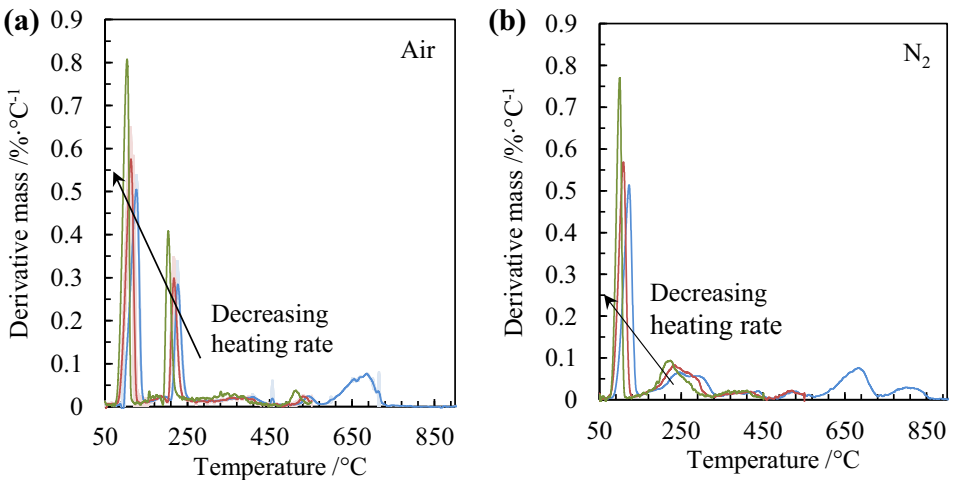 (a)
Derivative mass /%·°C-1
0.9
0.8
0.7
0.6
0.5
0.4
0.3
0.2
0.1
0
Air
Decreasing
heating rate
50 250 450 650 850
Temperature /°C
(b)
Derivative mass /%·°C-1
0.9
0.8
0.7
0.6
0.5
0.4
0.3
0.2
0.1
0
N2
Decreasing
heating rate
50 250 450 650 850
Temperature /°C